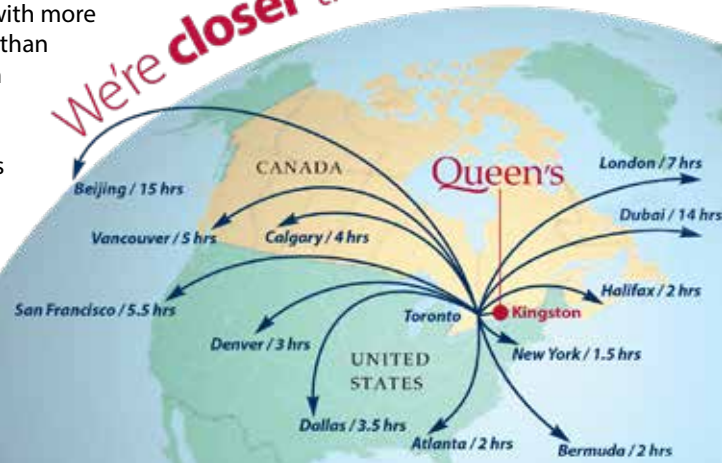 with more
than
We're closer
CANADA
Queen's
London / 7 hrs
Beijing / 15 hrs
Dubai / 14 hrs
Vancouver / 5 hrs
Calgary / 4 hrs
Halifax / 2 hrs
San Francisco / 5.5 hrs
Toronto
Kingston
Denver / 3 hrs
New York / 1.5 hrs
UNITED
STATES
Dallas / 3.5 hrs
Atlanta / 2 hrs
Bermuda / 2 hrs